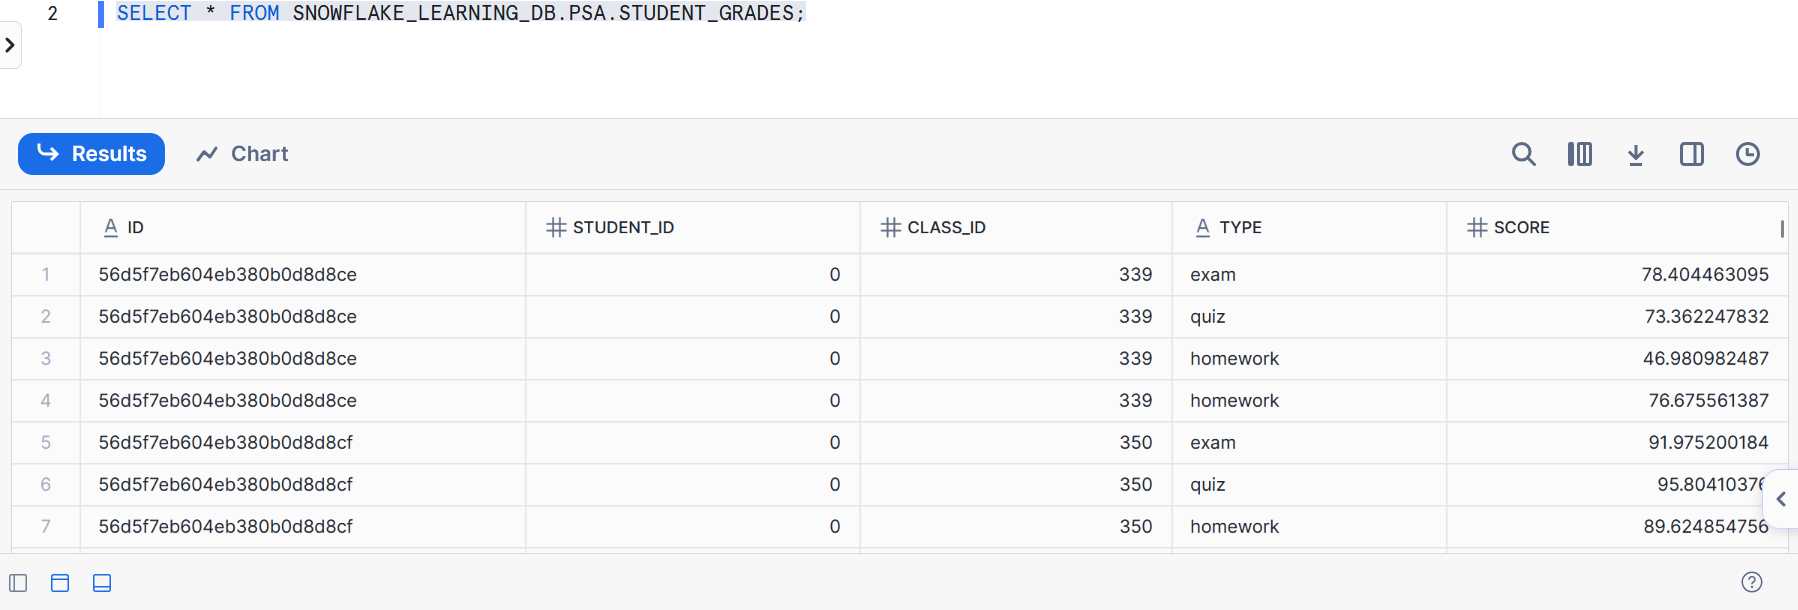 2 SELECT * FROM SNOWFLAKE_LEARNING_DB.PSA.STUDENT_GRADES;
Results Chart
ID STUDENT_ID CLASS_ID TYPE SCORE
1 56d5f7eb604eb380b0d8d8ce 0 339 exam 78.404463095
2 56d5f7eb604eb380b0d8d8ce 0 339 quiz 73.362247832
3 56d5f7eb604eb380b0d8d8ce 0 339 homework 46.980982487
4 56d5f7eb604eb380b0d8d8ce 0 339 homework 76.675561387
5 56d5f7eb604eb380b0d8d8cf 0 350 exam 91.975200184
6 56d5f7eb604eb380b0d8d8cf 0 350 quiz 95.80410376
7 56d5f7eb604eb380b0d8d8cf 0 350 homework 89.624854756